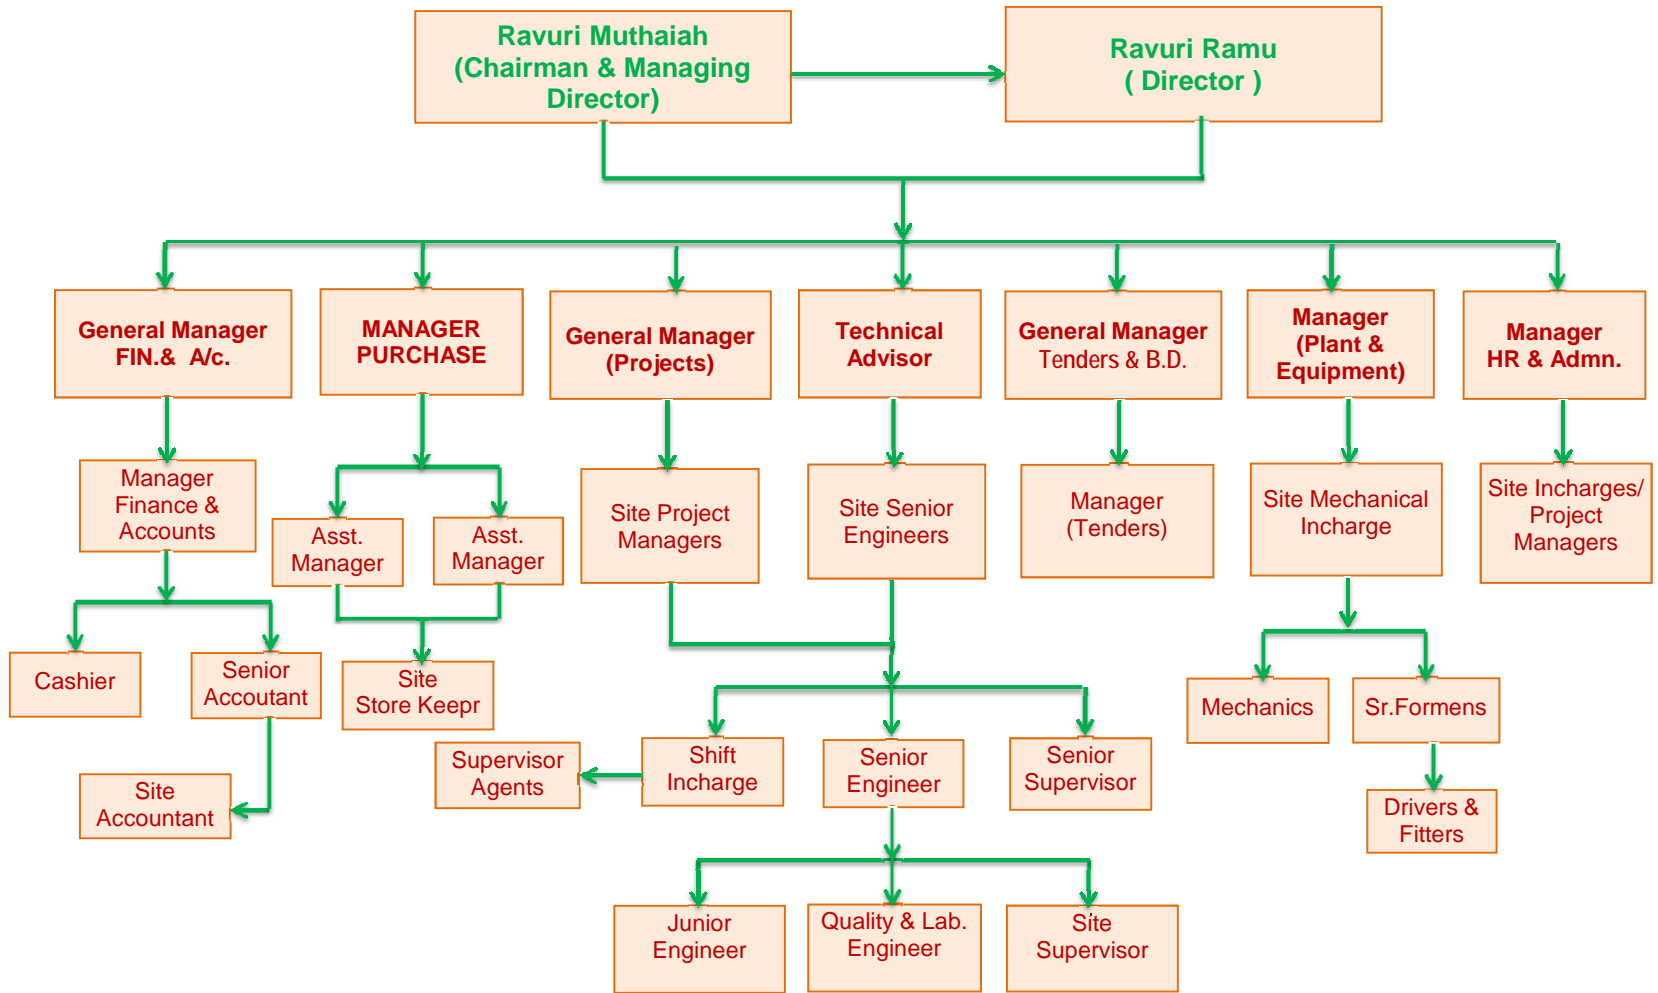 Ravuri Muthaiah
(Chairman & Managing
Director)
Ravuri Ramu
( Director )
General Manager
FIN.& A/c.
MANAGER
PURCHASE
General Manager
(Projects)
Technical
Advisor
General Manager
Tenders & B.D.
Manager
(Plant &
Equipment)
Manager
HR & Admn.
Manager
Finance &
Accounts
Asst.
Manager
Asst.
Manager
Site Project
Managers
Site Senior
Engineers
Manager
(Tenders)
Site Mechanical
Incharge
Site Incharges/
Project
Managers
Cashier
Senior
Accoutant
Site
Store Keepr
Mechanics
Sr.Formens
Supervisor
Agents
Shift
Incharge
Senior
Engineer
Senior
Supervisor
Site
Accountant
Drivers &
Fitters
Junior
Engineer
Quality & Lab.
Engineer
Site
Supervisor